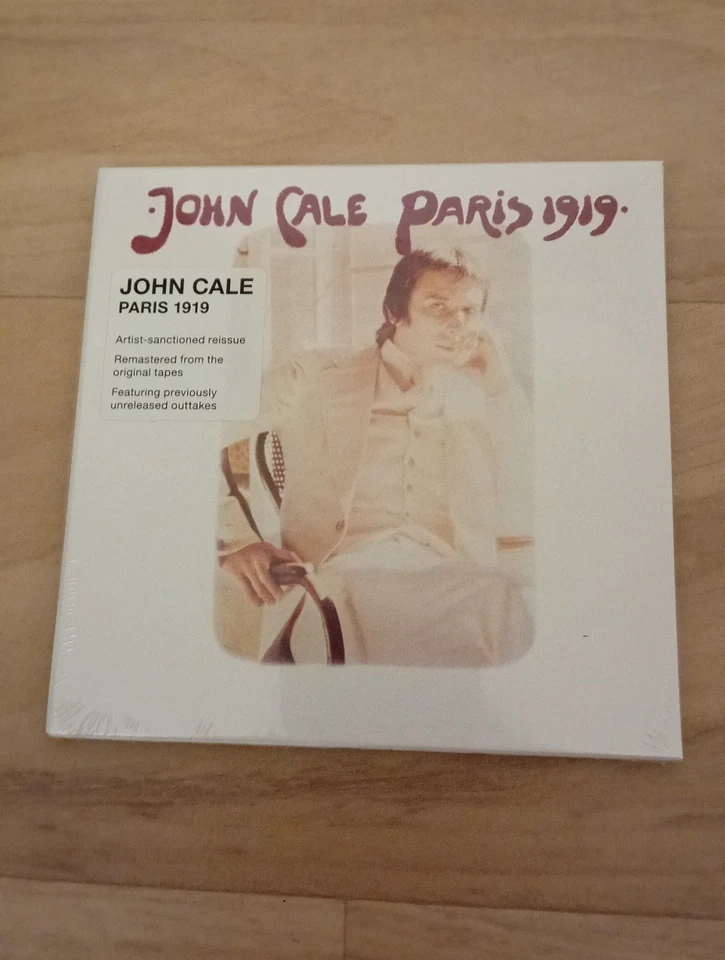 ·JOHN CALE PARIS 1919·
JOHN CALE
PARIS 1919
Artist-sanctioned reissue
Remastered from the
original tapes
Featuring previously
unreleased outtakes